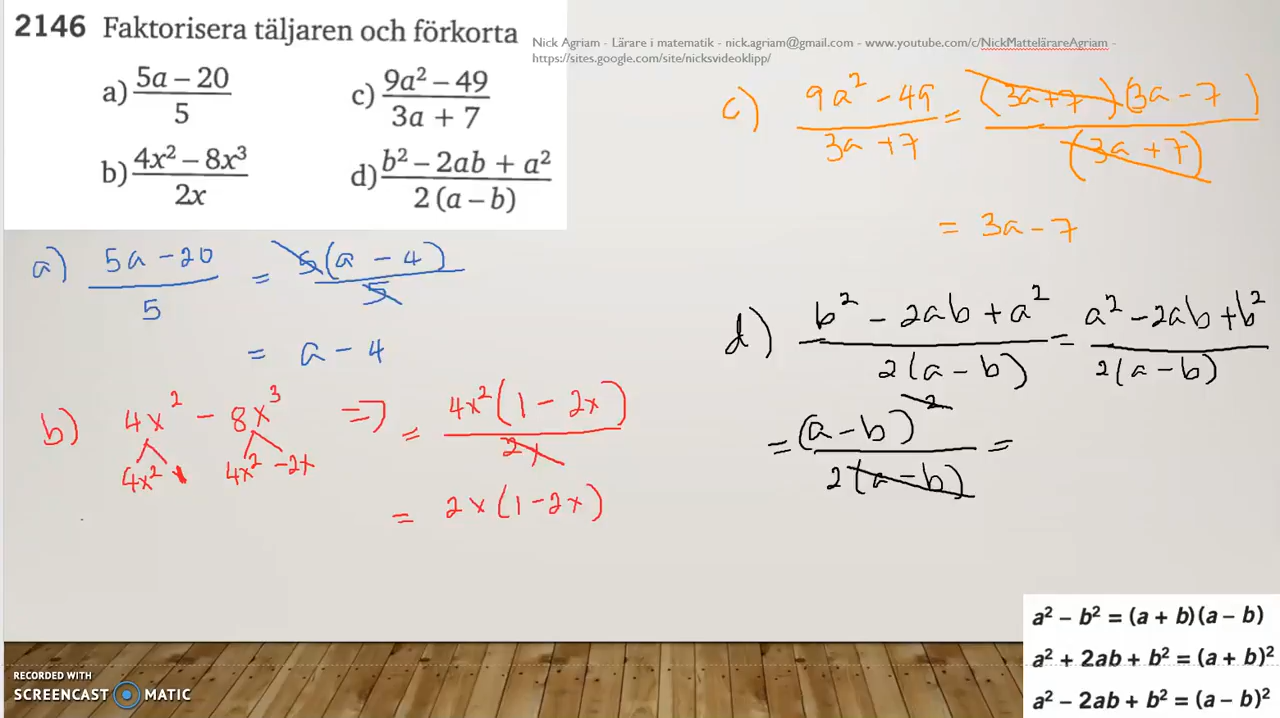 2146 Faktorisera täljaren och förkorta
a) 5a − 20 / 5
c) 9a² − 49 / 3a + 7
b) 4x² − 8x³ / 2x
d) b² − 2ab + a² / 2 (a − b)
Nick Agriam - Lärare i matematik - nick.agriam@gmail.com - www.youtube.com/c/NickMattelärareAgriam -
https://sites.google.com/site/nicksvideoklipp/
a) 5a − 20 / 5 = 5(a − 4) / 5
= a − 4
b) 4x² − 8x³ => = 4x²(1 − 2x) / 2x
4x² 4x² −2x
= 2x(1 − 2x)
c) 9a² − 49 / 3a + 7 = (3a + 7)(3a − 7) / (3a + 7)
= 3a − 7
d) b² − 2ab + a² / 2(a − b) = a² − 2ab + b² / 2(a − b)
= (a − b)² / 2(a − b) =
a² − b² = (a + b)(a − b)
a² + 2ab + b² = (a + b)²
a² − 2ab + b² = (a − b)²
RECORDED WITH
SCREENCAST MATIC